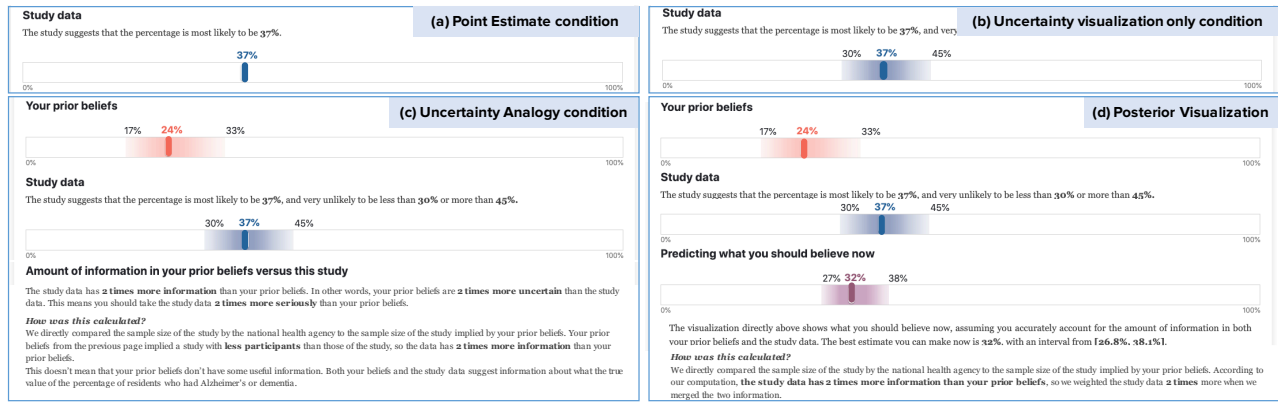 Study data
(a) Point Estimate condition
The study suggests that the percentage is most likely to be 37%.
37%
0%
100%
Study data
(b) Uncertainty visualization only condition
The study suggests that the percentage is most likely to be 37%, and very
30% 37% 45%
0%
100%
Your prior beliefs
(c) Uncertainty Analogy condition
17% 24% 33%
0%
100%
Study data
The study suggests that the percentage is most likely to be 37%, and very unlikely to be less than 30% or more than 45%.
30% 37% 45%
0%
100%
Amount of information in your prior beliefs versus this study
The study data has 2 times more information than your prior beliefs. In other words, your prior beliefs are 2 times more uncertain than the study
data. This means you should take the study data 2 times more seriously than your prior beliefs.
How was this calculated?
We directly compared the sample size of the study by the national health agency to the sample size of the study implied by your prior beliefs. Your prior
beliefs from the previous page implied a study with less participants than those of the study, so the data has 2 times more information than your
prior beliefs.
This doesn't mean that your prior beliefs don't have some useful information. Both your beliefs and the study data suggest information about what the true
value of the percentage of residents who had Alzheimer's or dementia.
Your prior beliefs
(d) Posterior Visualization
17% 24% 33%
0%
100%
Study data
The study suggests that the percentage is most likely to be 37%, and very unlikely to be less than 30% or more than 45%.
30% 37% 45%
0%
100%
Predicting what you should believe now
27% 32% 38%
0%
100%
The visualization directly above shows what you should believe now, assuming you accurately account for the amount of information in both
your prior beliefs and the study data. The best estimate you can make now is 32%, with an interval from [26.8%, 38.1%].
How was this calculated?
We directly compared the sample size of the study by the national health agency to the sample size of the study implied by your prior beliefs. According to
our computation, the study data has 2 times more information than your prior beliefs, so we weighted the study data 2 times more when we
merged the two information.